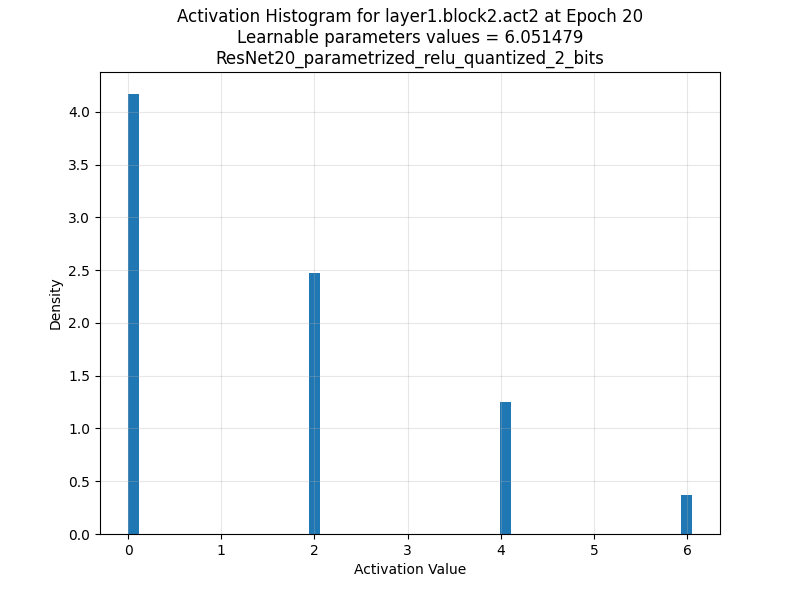 Activation Histogram for layer1.block2.act2 at Epoch 20
Learnable parameters values = 6.051479
ResNet20_parametrized_relu_quantized_2_bits
Density
4.0
3.5
3.0
2.5
2.0
1.5
1.0
0.5
0.0
0 1 2 3 4 5 6
Activation Value